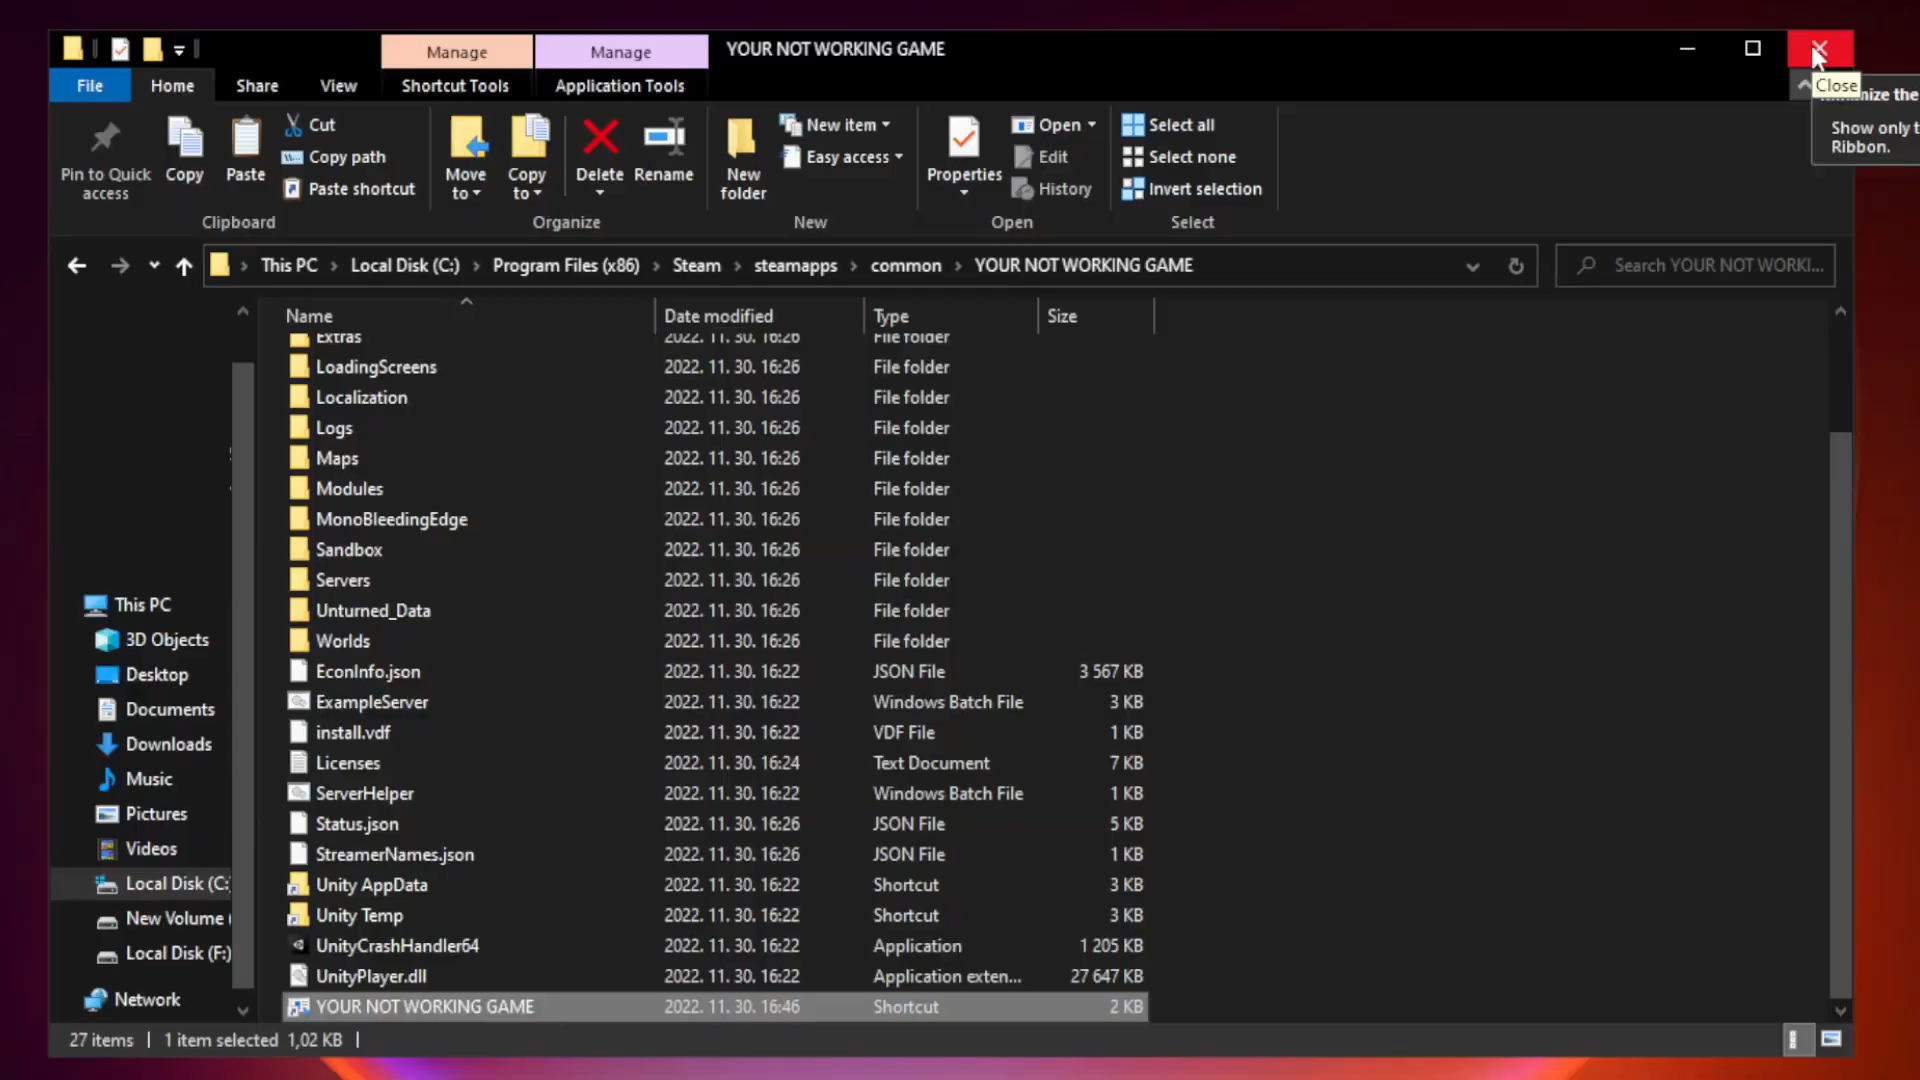 Manage
Manage
YOUR NOT WORKING GAME
File
Home
Share
View
Shortcut Tools
Application Tools
Close
Show only t
Ribbon.
Pin to Quick
access
Copy
Paste
Cut
Copy path
Paste shortcut
Clipboard
Move
to
Copy
to
Delete
Rename
Organize
New
folder
New item
Easy access
New
Properties
Open
Edit
History
Open
Select all
Select none
Invert selection
Select
This PC > Local Disk (C:) > Program Files (x86) > Steam > steamapps > common > YOUR NOT WORKING GAME
Search YOUR NOT WORKI...
Name Date modified Type Size
Extras 2022. 11. 30. 16:26 File folder
LoadingScreens 2022. 11. 30. 16:26 File folder
Localization 2022. 11. 30. 16:26 File folder
Logs 2022. 11. 30. 16:26 File folder
Maps 2022. 11. 30. 16:26 File folder
Modules 2022. 11. 30. 16:26 File folder
MonoBleedingEdge 2022. 11. 30. 16:26 File folder
Sandbox 2022. 11. 30. 16:26 File folder
Servers 2022. 11. 30. 16:26 File folder
Unturned_Data 2022. 11. 30. 16:26 File folder
Worlds 2022. 11. 30. 16:26 File folder
EconInfo.json 2022. 11. 30. 16:22 JSON File 3 567 KB
ExampleServer 2022. 11. 30. 16:22 Windows Batch File 3 KB
install.vdf 2022. 11. 30. 16:22 VDF File 1 KB
Licenses 2022. 11. 30. 16:24 Text Document 7 KB
ServerHelper 2022. 11. 30. 16:22 Windows Batch File 1 KB
Status.json 2022. 11. 30. 16:26 JSON File 5 KB
StreamerNames.json 2022. 11. 30. 16:26 JSON File 1 KB
Unity AppData 2022. 11. 30. 16:22 Shortcut 3 KB
Unity Temp 2022. 11. 30. 16:22 Shortcut 3 KB
UnityCrashHandler64 2022. 11. 30. 16:22 Application 1 205 KB
UnityPlayer.dll 2022. 11. 30. 16:22 Application exten... 27 647 KB
YOUR NOT WORKING GAME 2022. 11. 30. 16:46 Shortcut 2 KB
This PC
3D Objects
Desktop
Documents
Downloads
Music
Pictures
Videos
Local Disk (C:
New Volume (
Local Disk (F:)
Network
27 items
1 item selected 1,02 KB